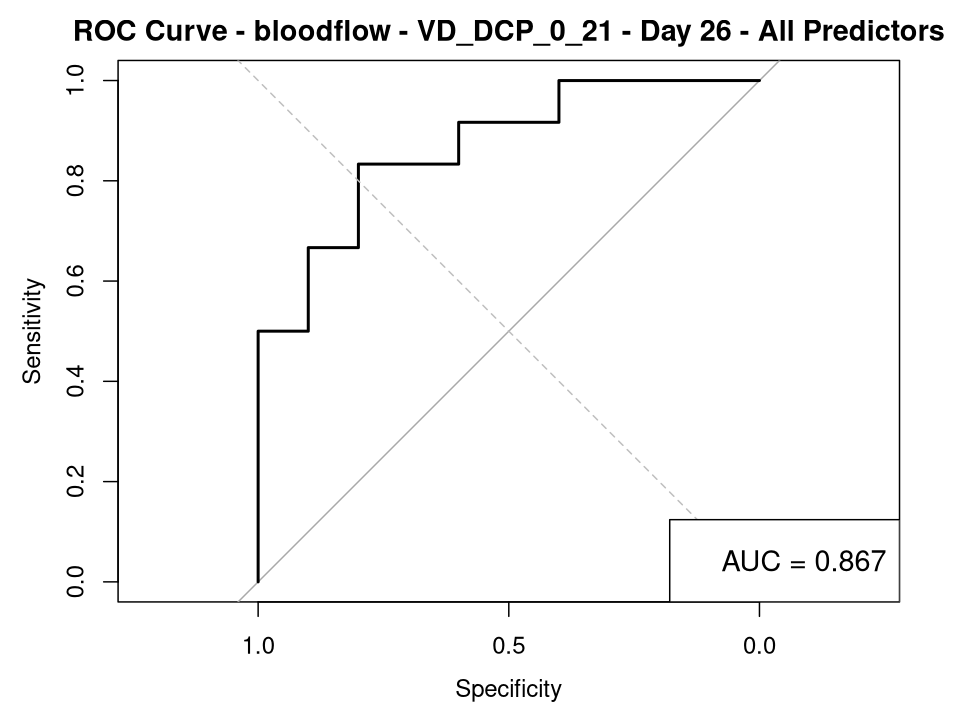 ROC Curve - bloodflow - VD_DCP_0_21 - Day 26 - All Predictors
Sensitivity
1.0
0.8
0.6
0.4
0.2
0.0
AUC = 0.867
1.0 0.5 0.0
Specificity